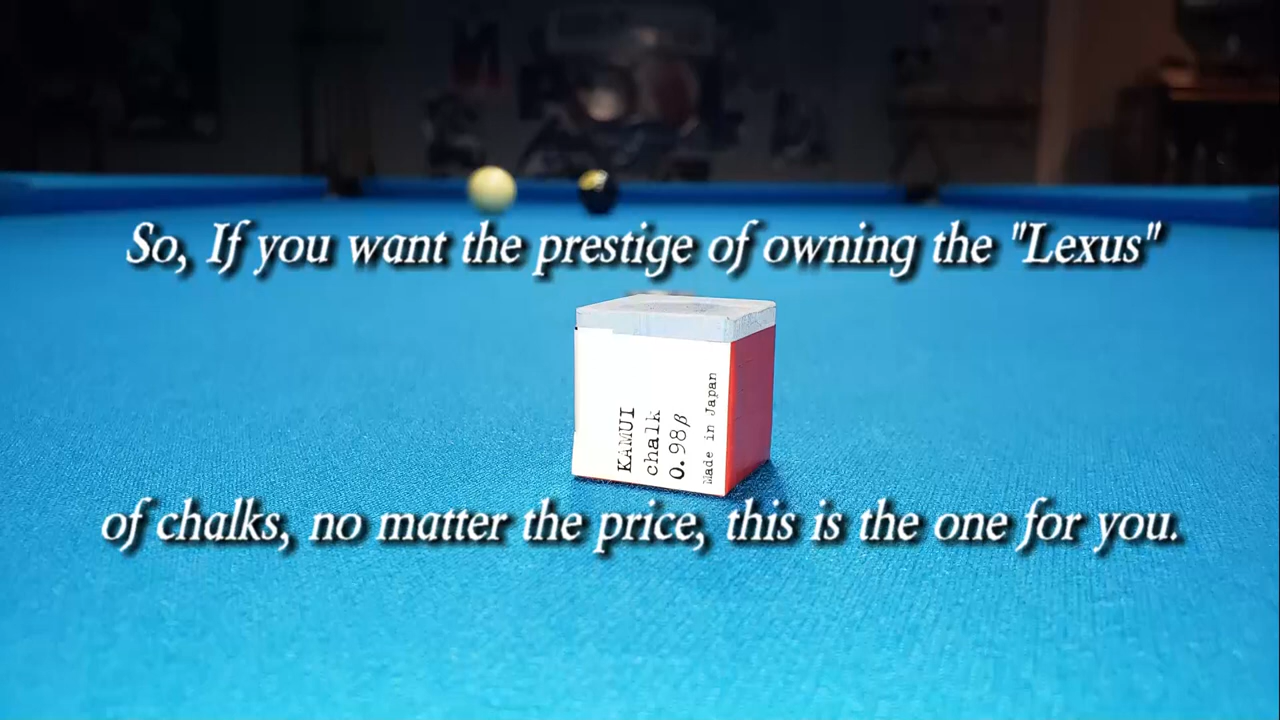 So, If you want the prestige of owning the "Lexus"
KAMUI
chalk
0.98β
Made in Japan
of chalks, no matter the price, this is the one for you.